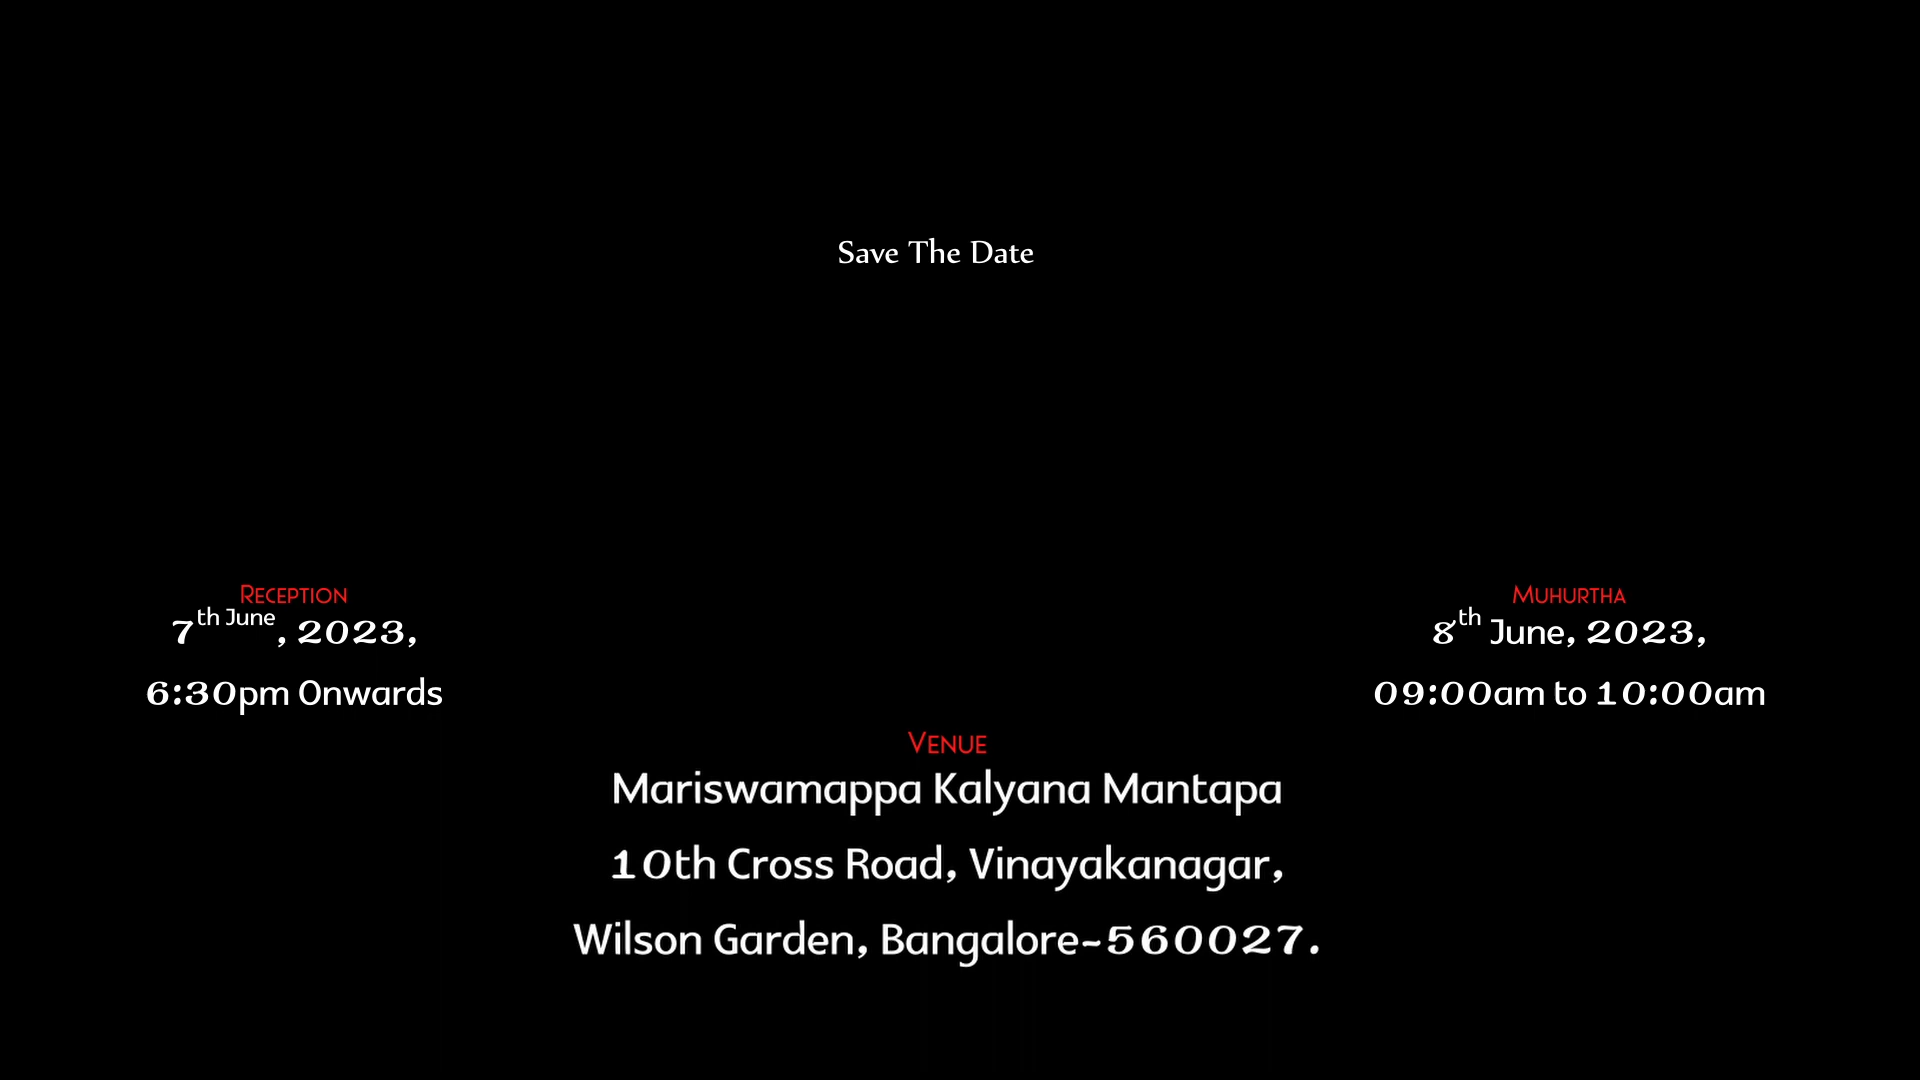 Save The Date
Reception
7th June, 2023,
6:30pm Onwards
Muhurtha
8th June, 2023,
09:00am to 10:00am
Venue
Mariswamappa Kalyana Mantapa
10th Cross Road, Vinayakanagar,
Wilson Garden, Bangalore-560027.